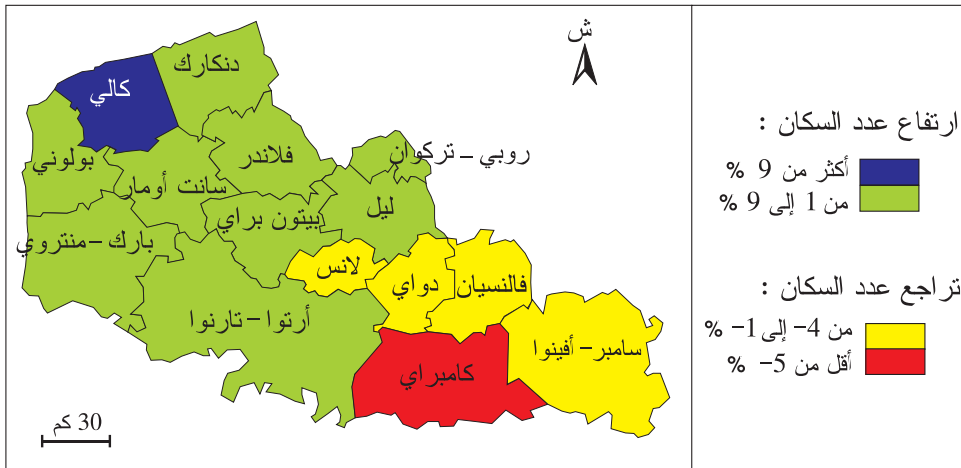 ش
دنكارك
كالي
بولوني
سانت أومار
فلاندر
روبي - تركوان
ليل
بيتون براي
بارك - منتروي
لانس
دواي
فالنسيان
أرتوا - تارنوا
سامبر - أفينوا
كامبراي
30 كم
ارتفاع عدد السكان :
أكثر من 9 %
من 1 إلى 9 %
تراجع عدد السكان :
من 4- إلى 1- %
أقل من 5- %